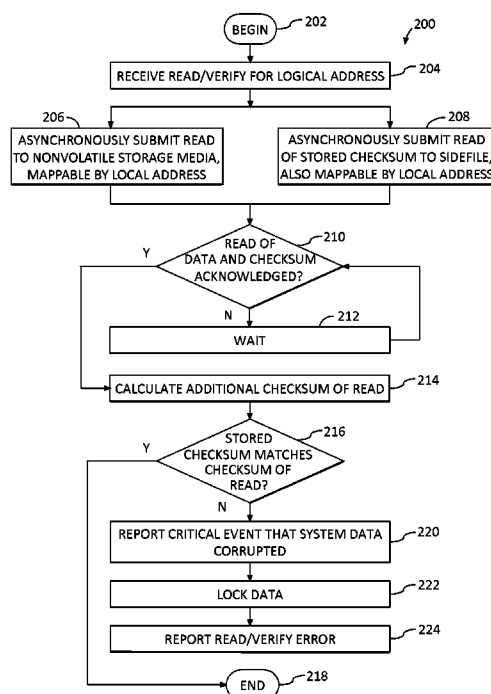 BEGIN
202
200
RECEIVE READ/VERIFY FOR LOGICAL ADDRESS
204
206
ASYNCHRONOUSLY SUBMIT READ
TO NONVOLATILE STORAGE MEDIA,
MAPPABLE BY LOCAL ADDRESS
208
ASYNCHRONOUSLY SUBMIT READ
OF STORED CHECKSUM TO SIDEFILE,
ALSO MAPPABLE BY LOCAL ADDRESS
210
Y
READ OF
DATA AND CHECKSUM
ACKNOWLEDGED?
N
212
WAIT
CALCULATE ADDITIONAL CHECKSUM OF READ
214
216
Y
STORED
CHECKSUM MATCHES
CHECKSUM OF
READ?
N
REPORT CRITICAL EVENT THAT SYSTEM DATA
CORRUPTED
220
LOCK DATA
222
REPORT READ/VERIFY ERROR
224
END
218